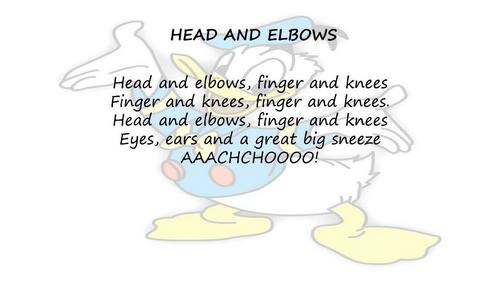 HEAD AND ELBOWS
Head and elbows, finger and knees
Finger and knees, finger and knees.
Head and elbows, finger and knees
Eyes, ears and a great big sneeze
AAACHCHOOOO!